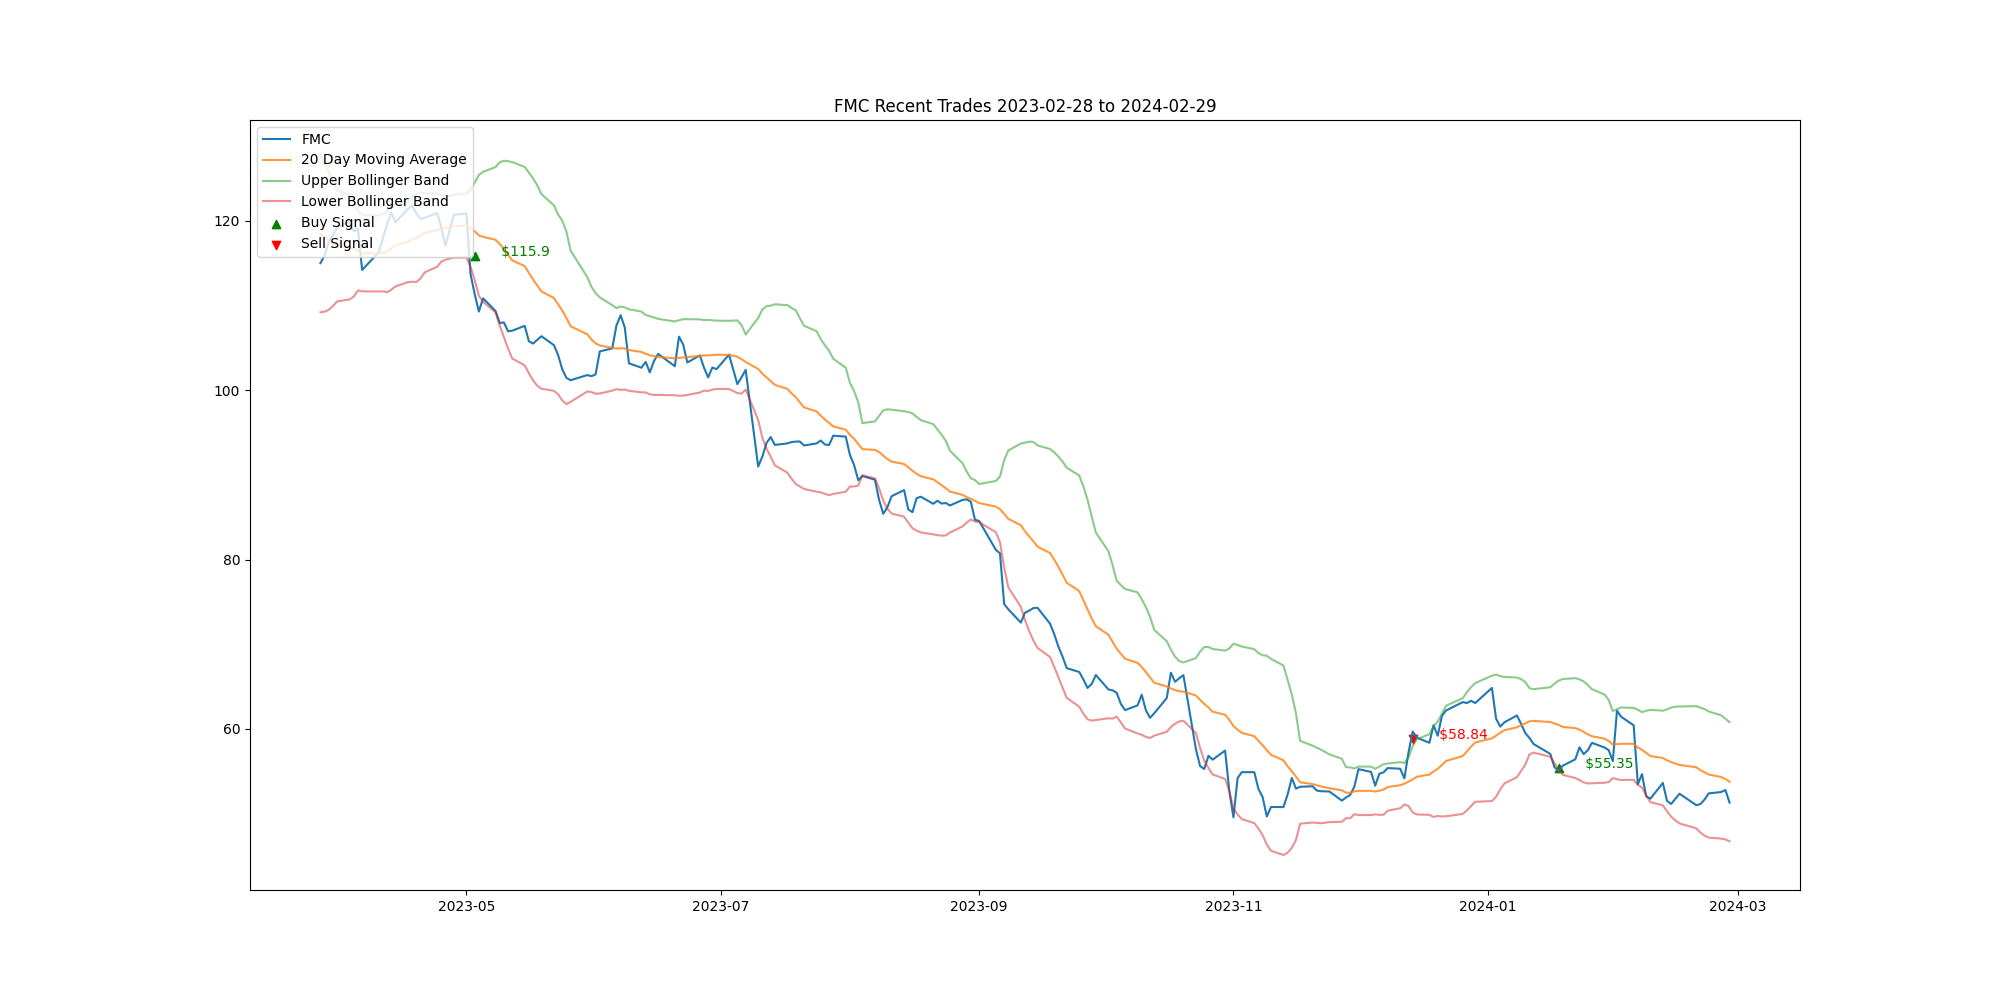 FMC Recent Trades 2023-02-28 to 2024-02-29
FMC
20 Day Moving Average
Upper Bollinger Band
Lower Bollinger Band
Buy Signal
Sell Signal
120
100
80
60
$115.9
$58.84
$55.35
2023-05
2023-07
2023-09
2023-11
2024-01
2024-03